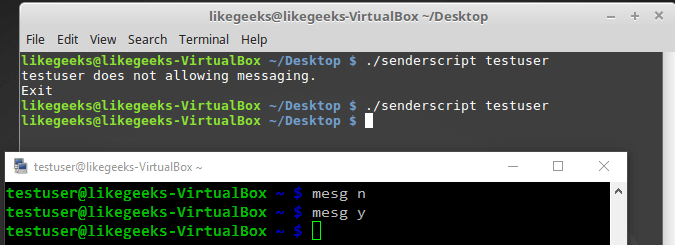 likegeeks@likegeeks-VirtualBox ~/Desktop
File Edit View Search Terminal Help
likegeeks@likegeeks-VirtualBox ~/Desktop $ ./senderscript testuser
testuser does not allowing messaging.
Exit
likegeeks@likegeeks-VirtualBox ~/Desktop $ ./senderscript testuser
likegeeks@likegeeks-VirtualBox ~/Desktop $
testuser@likegeeks-VirtualBox ~
testuser@likegeeks-VirtualBox ~ $ mesg n
testuser@likegeeks-VirtualBox ~ $ mesg y
testuser@likegeeks-VirtualBox ~ $